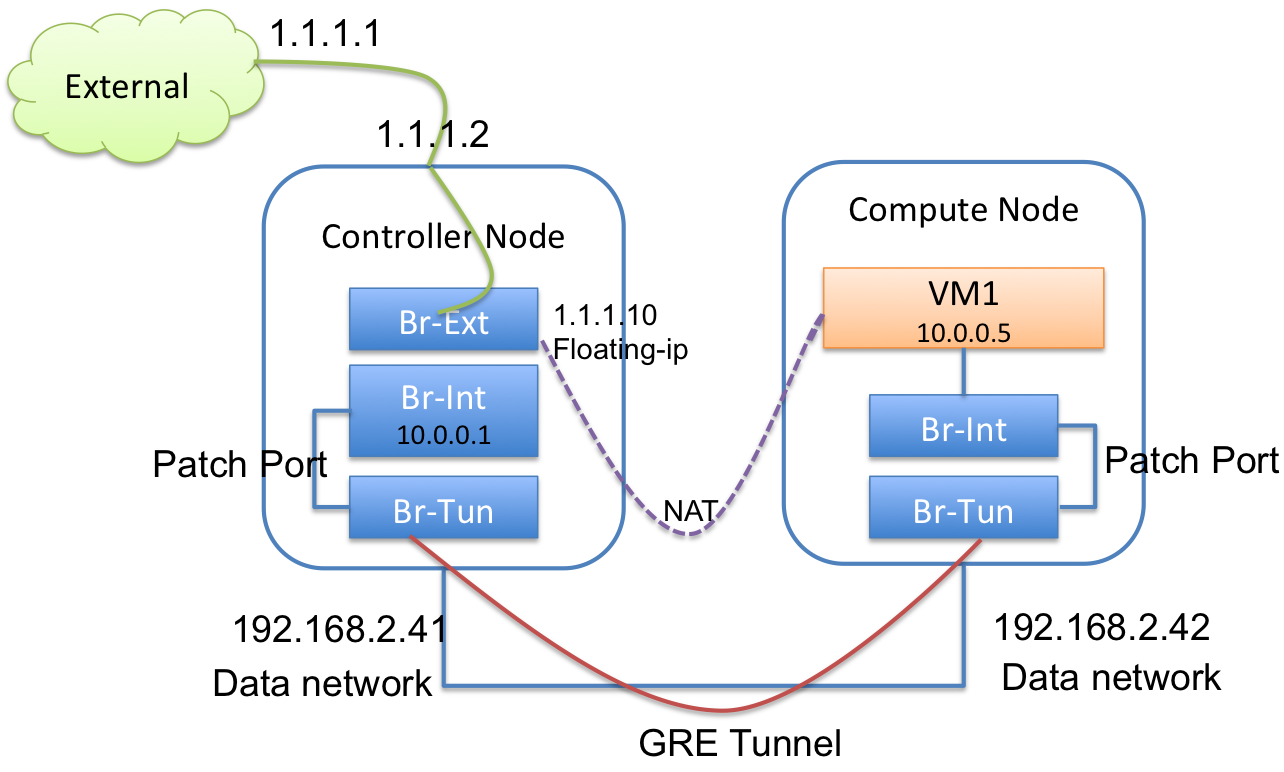 1.1.1.1
External
1.1.1.2
Controller Node
Br-Ext
1.1.1.10
Floating-ip
Br-Int
10.0.0.1
Patch Port
Br-Tun
Compute Node
VM1
10.0.0.5
Br-Int
Patch Port
Br-Tun
NAT
192.168.2.41
Data network
192.168.2.42
Data network
GRE Tunnel